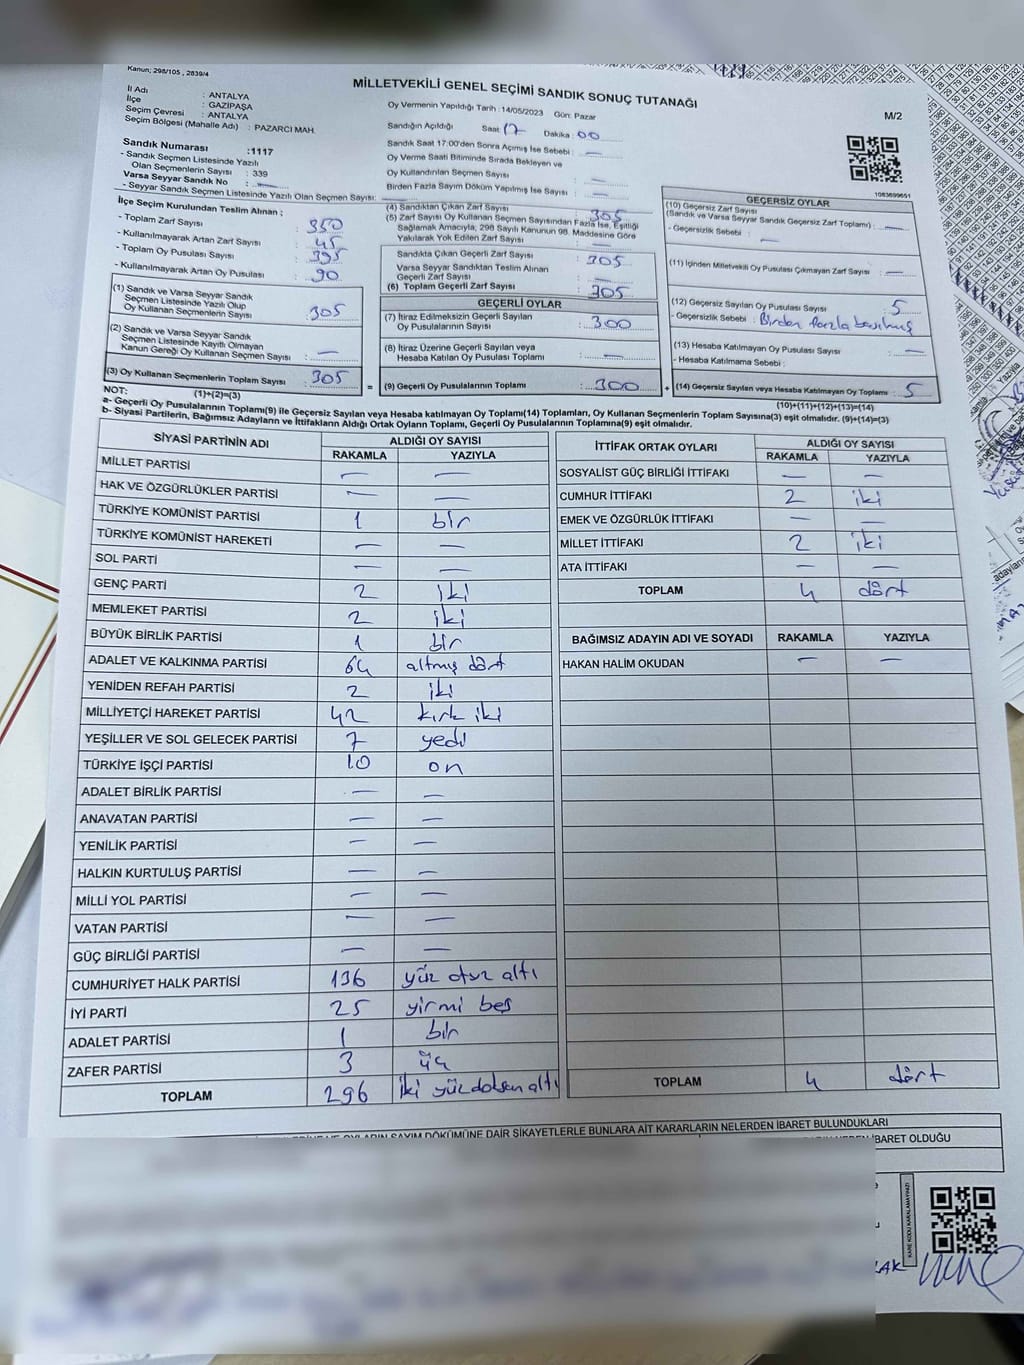 Kanun; 298/105 , 2839/4
MİLLETVEKİLİ GENEL SEÇİMİ SANDIK SONUÇ TUTANAĞI
M/2
İl Adı : ANTALYA
İlçe : GAZİPAŞA
Seçim Çevresi : ANTALYA
Seçim Bölgesi (Mahalle Adı) : PAZARCI MAH.
Oy Vermenin Yapıldığı Tarih : 14/05/2023 Gün: Pazar
Sandığın Açıldığı Saat: 17 Dakika : 00
Sandık Saat 17:00'den Sonra Açımış İse Sebebi : —
Oy Verme Saati Bitiminde Sırada Bekleyen ve
Oy Kullandırılan Seçmen Sayısı : —
Birden Fazla Sayım Döküm Yapılmış İse Sayısı : —
Sandık Numarası :1117
- Sandık Seçmen Listesinde Yazılı
Olan Seçmenlerin Sayısı : 339
Varsa Seyyar Sandık No : —
- Seyyar Sandık Seçmen Listesinde Yazılı Olan Seçmen Sayısı: —
1083699651
İlçe Seçim Kurulundan Teslim Alınan ;
- Toplam Zarf Sayısı : 350
- Kullanılmayarak Artan Zarf Sayısı : 45
- Toplam Oy Pusulası Sayısı : 395
- Kullanılmayarak Artan Oy Pusulası : 90
(1) Sandık ve Varsa Seyyar Sandık
Seçmen Listesinde Yazılı Olup
Oy Kullanan Seçmenlerin Sayısı : 305
(2) Sandık ve Varsa Seyyar Sandık
Seçmen Listesinde Kayıtlı Olmayan
Kanun Gereği Oy Kullanan Seçmen Sayısı : —
(3) Oy Kullanan Seçmenlerin Toplam Sayısı : 305
(1)+(2)=(3)
(4) Sandıktan Çıkan Zarf Sayısı : 305
(5) Zarf Sayısı Oy Kullanan Seçmen Sayısından Fazla İse, Eşitliği
Sağlamak Amacıyla, 298 Sayılı Kanunun 98. Maddesine Göre
Yakılarak Yok Edilen Zarf Sayısı : —
Sandıkta Çıkan Geçerli Zarf Sayısı : 305
Varsa Seyyar Sandıktan Teslim Alınan
Geçerli Zarf Sayısı : —
(6) Toplam Geçerli Zarf Sayısı : 305
GEÇERLİ OYLAR
(7) İtiraz Edilmeksizin Geçerli Sayılan
Oy Pusulalarının Sayısı : 300
(8) İtiraz Üzerine Geçerli Sayılan veya
Hesaba Katılan Oy Pusulası Toplamı : —
= (9) Geçerli Oy Pusulalarının Toplamı : 300 +
GEÇERSİZ OYLAR
(10) Geçersiz Zarf Sayısı
(Sandık ve Varsa Seyyar Sandık Geçersiz Zarf Toplamı) : —
- Geçersizlik Sebebi : —
(11) İçinden Milletvekili Oy Pusulası Çıkmayan Zarf Sayısı : —
(12) Geçersiz Sayılan Oy Pusulası Sayısı : 5
- Geçersizlik Sebebi : Birden fazla basılmış
(13) Hesaba Katılmayan Oy Pusulası Sayısı : —
- Hesaba Katılmama Sebebi :
(14) Geçersiz Sayılan veya Hesaba Katılmayan Oy Toplamı : 5
(10)+(11)+(12)+(13)=(14)
NOT:
a- Geçerli Oy Pusulalarının Toplamı(9) ile Geçersiz Sayılan veya Hesaba katılmayan Oy Toplamı(14) Toplamları, Oy Kullanan Seçmenlerin Toplam Sayısına(3) eşit olmalıdır. (9)+(14)=(3)
b- Siyasi Partilerin, Bağımsız Adayların ve İttifakların Aldığı Ortak Oyların Toplamı, Geçerli Oy Pusulalarının Toplamına(9) eşit olmalıdır.
SİYASİ PARTİNİN ADI ALDIĞI OY SAYISI
RAKAMLA YAZIYLA
MİLLET PARTİSİ — —
HAK VE ÖZGÜRLÜKLER PARTİSİ — —
TÜRKİYE KOMÜNİST PARTİSİ 1 bir
TÜRKİYE KOMÜNİST HAREKETİ — —
SOL PARTİ — —
GENÇ PARTİ 2 iki
MEMLEKET PARTİSİ 2 iki
BÜYÜK BİRLİK PARTİSİ 1 bir
ADALET VE KALKINMA PARTİSİ 64 altmış dört
YENİDEN REFAH PARTİSİ 2 iki
MİLLİYETÇİ HAREKET PARTİSİ 42 kırk iki
YEŞİLLER VE SOL GELECEK PARTİSİ 7 yedi
TÜRKİYE İŞÇİ PARTİSİ 10 on
ADALET BİRLİK PARTİSİ — —
ANAVATAN PARTİSİ — —
YENİLİK PARTİSİ — —
HALKIN KURTULUŞ PARTİSİ — —
MİLLİ YOL PARTİSİ — —
VATAN PARTİSİ — —
GÜÇ BİRLİĞİ PARTİSİ — —
CUMHURİYET HALK PARTİSİ 136 yüz otuz altı
İYİ PARTİ 25 yirmi beş
ADALET PARTİSİ 1 bir
ZAFER PARTİSİ 3 üç
TOPLAM 296 iki yüz doksan altı
İTTİFAK ORTAK OYLARI ALDIĞI OY SAYISI
RAKAMLA YAZIYLA
SOSYALİST GÜÇ BİRLİĞİ İTTİFAKI — —
CUMHUR İTTİFAKI 2 iki
EMEK VE ÖZGÜRLÜK İTTİFAKI — —
MİLLET İTTİFAKI 2 iki
ATA İTTİFAKI — —
TOPLAM 4 dört
BAĞIMSIZ ADAYIN ADI VE SOYADI RAKAMLA YAZIYLA
HAKAN HALİM OKUDAN — —
TOPLAM 4 dört
OYLARIN SAYIM DÖKÜMÜNE DAİR ŞİKAYETLERLE BUNLARA AİT KARARLARIN NELERDEN İBARET BULUNDUKLARI
İBARET OLDUĞU
KARE KODU KARALAMAYINIZ!